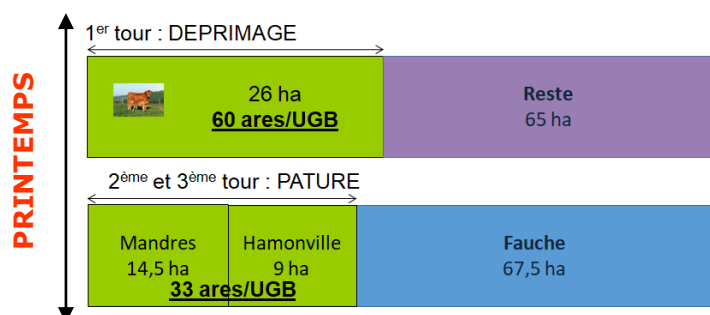 PRINTEMPS
1er tour : DEPRIMAGE
26 ha
60 ares/UGB
Reste
65 ha
2ème et 3ème tour : PATURE
Mandres
14,5 ha
Hamonville
9 ha
33 ares/UGB
Fauche
67,5 ha